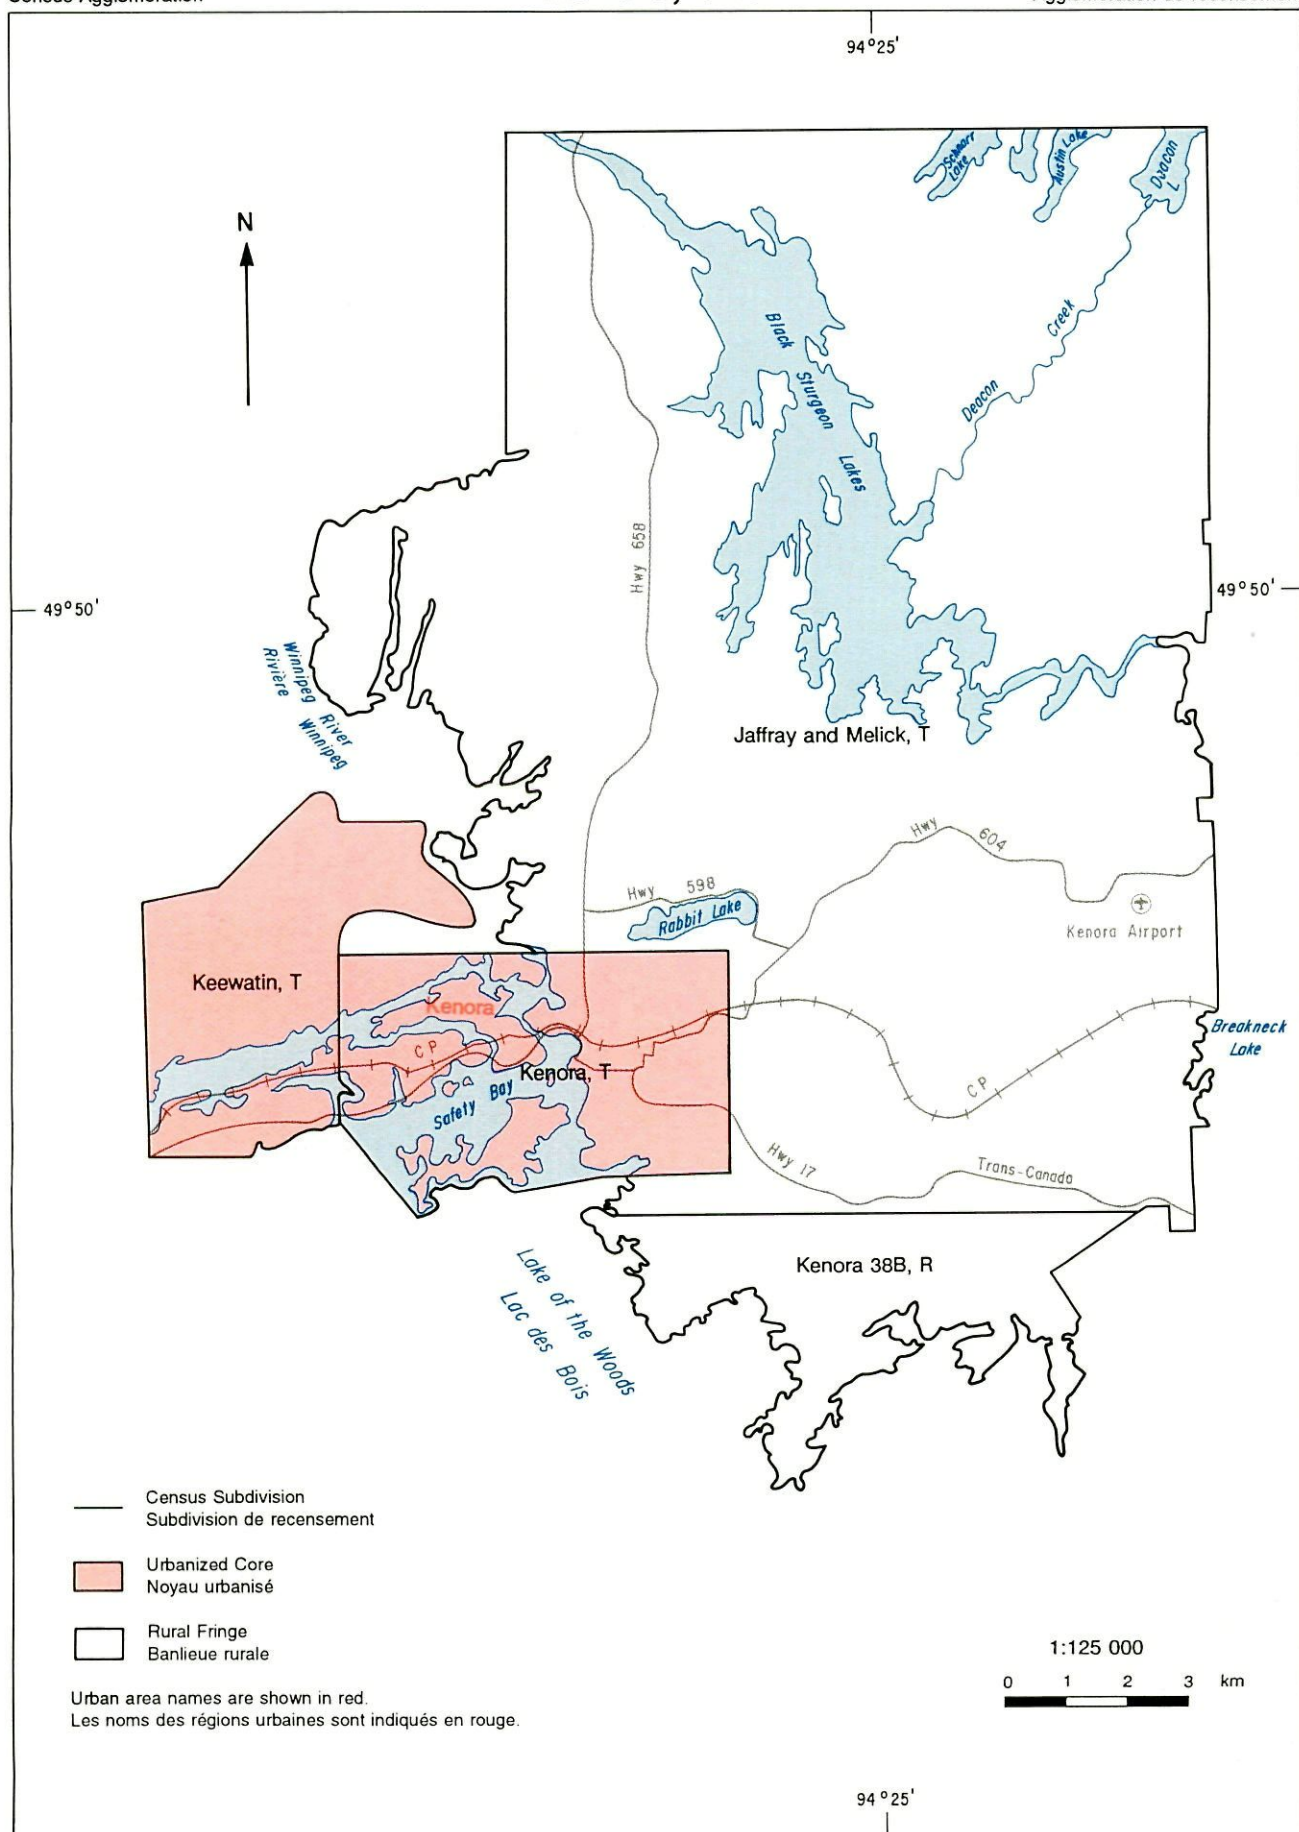 94°25'
Schnarr
Lake
Austin Lake
Deacon
L
N
Black
Sturgeon
Lakes
Deacon
Creek
Hwy 658
49°50'
49°50'
Winnipeg River
Rivière Winnipeg
Jaffray and Melick, T
Hwy 604
Hwy 598
Rabbit Lake
Kenora Airport
Keewatin, T
Kenora
CP
Kenora, T
Safety Bay
Breakneck
Lake
CP
Hwy 17
Trans-Canada
Kenora 38B, R
Lake of the Woods
Lac des Bois
Census Subdivision
Subdivision de recensement
Urbanized Core
Noyau urbanisé
Rural Fringe
Banlieue rurale
1:125 000
0 1 2 3 km
Urban area names are shown in red.
Les noms des régions urbaines sont indiqués en rouge.
94°25'